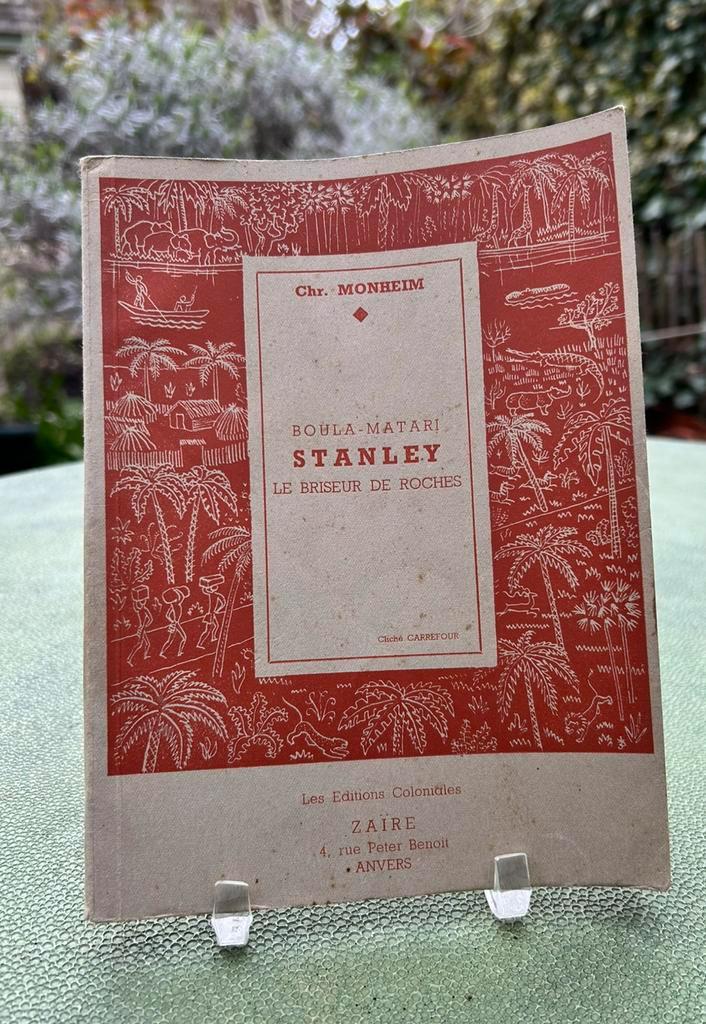 Chr. MONHEIM
BOULA-MATARI
STANLEY
LE BRISEUR DE ROCHES
Cliché CARREFOUR
Les Editions Coloniales
ZAÏRE
4, rue Peter Benoit
ANVERS